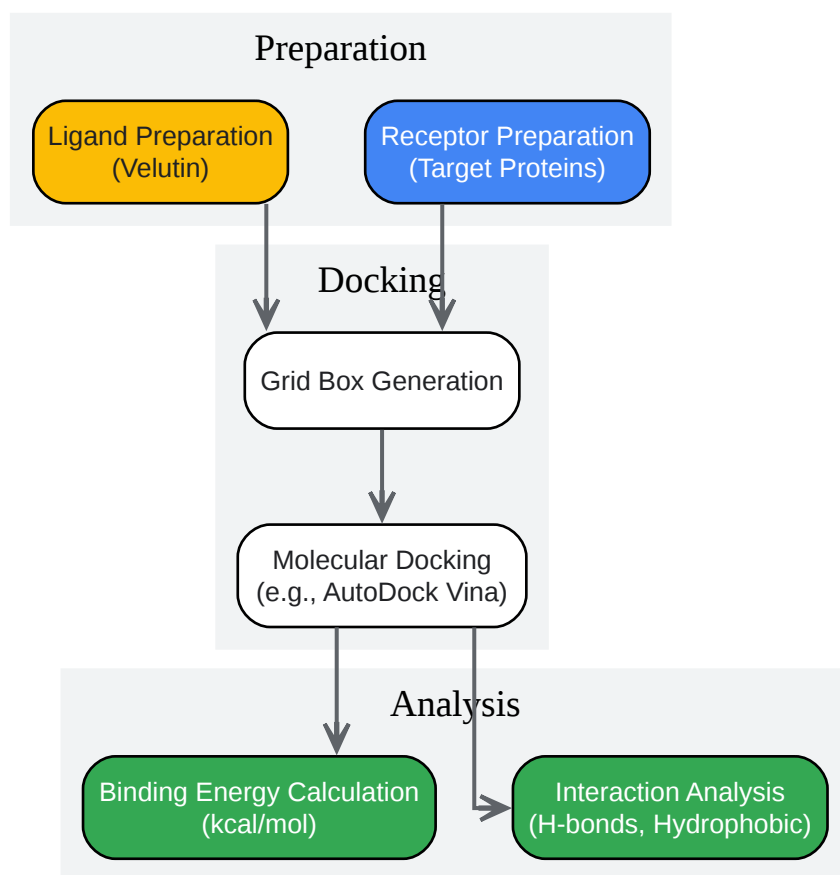 Preparation
Ligand Preparation
(Velutin)
Receptor Preparation
(Target Proteins)
Docking
Grid Box Generation
Molecular Docking
(e.g., AutoDock Vina)
Analysis
Binding Energy Calculation
(kcal/mol)
Interaction Analysis
(H-bonds, Hydrophobic)